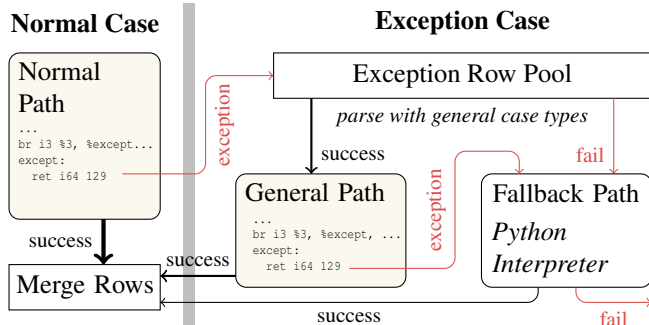 Normal Case
Exception Case
Normal
Path
...
br i3 %3, %except...
except:
ret i64 129
exception
Exception Row Pool
parse with general case types
success
fail
General Path
...
br i3 %3, %except, ...
except:
ret i64 129
exception
Fallback Path
Python
Interpreter
success
success
Merge Rows
success
fail